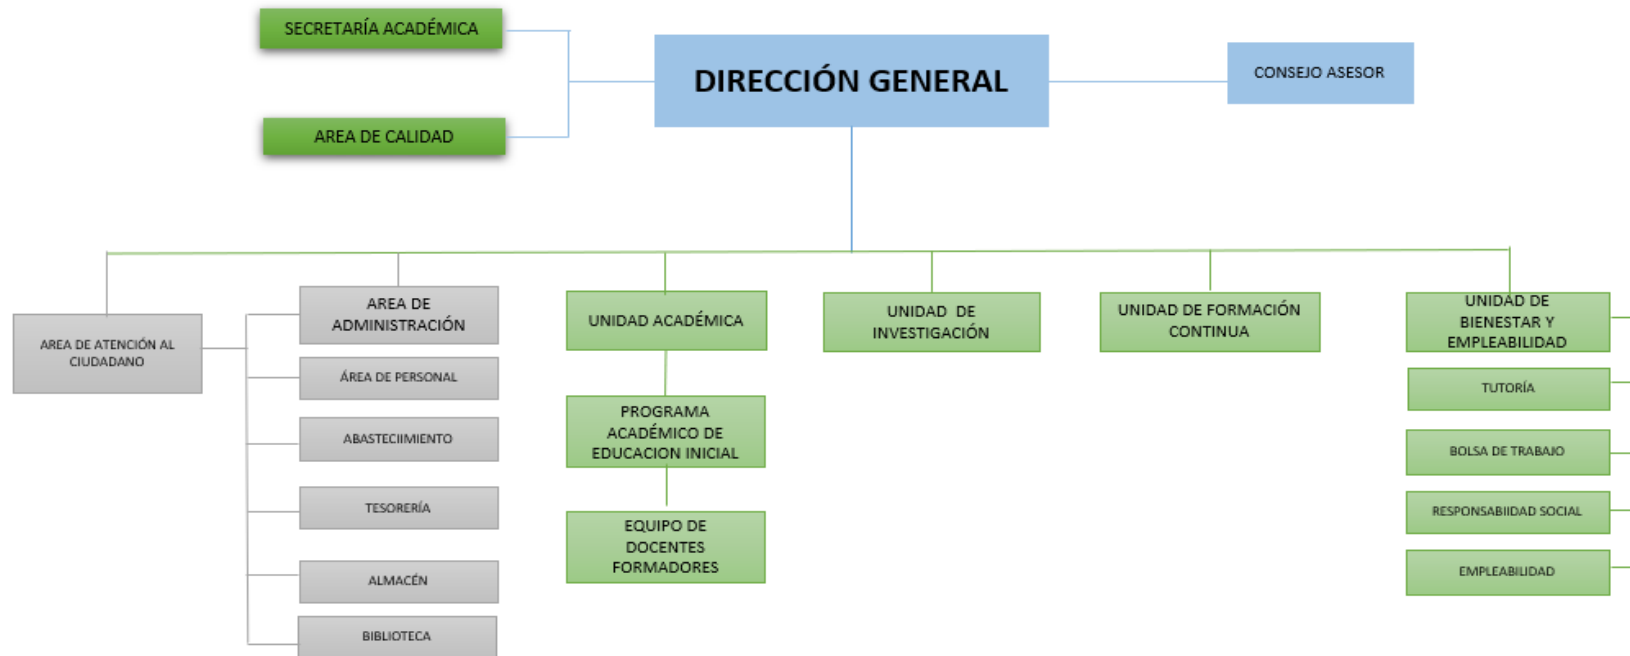 SECRETARÍA ACADÉMICA
DIRECCIÓN GENERAL
CONSEJO ASESOR
AREA DE CALIDAD
AREA DE ATENCIÓN AL
CIUDADANO
AREA DE
ADMINISTRACIÓN
ÁREA DE PERSONAL
ABASTECIIMIENTO
TESORERÍA
ALMACÉN
BIBLIOTECA
UNIDAD ACADÉMICA
PROGRAMA
ACADÉMICO DE
EDUCACION INICIAL
EQUIPO DE
DOCENTES
FORMADORES
UNIDAD DE
INVESTIGACIÓN
UNIDAD DE FORMACIÓN
CONTINUA
UNIDAD DE
BIENESTAR Y
EMPLEABILIDAD
TUTORÍA
BOLSA DE TRABAJO
RESPONSABIIDAD SOCIAL
EMPLEABILIDAD